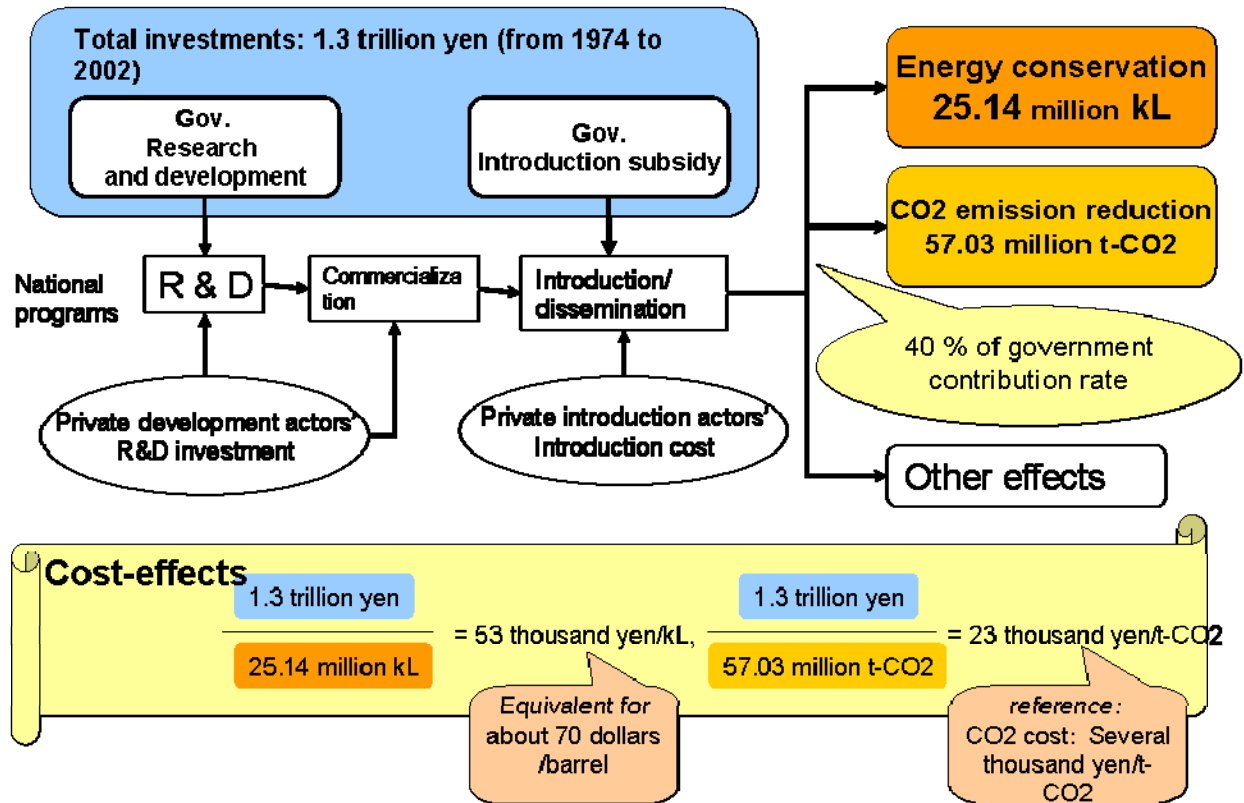 Total investments: 1.3 trillion yen (from 1974 to
2002)
Gov.
Research
and development
Gov.
Introduction subsidy
National
programs
R & D
Commercializa
tion
Introduction/
dissemination
Private development actors'
R&D investment
Private introduction actors'
Introduction cost
Energy conservation
25.14 million kL
CO2 emission reduction
57.03 million t-CO2
40 % of government
contribution rate
Other effects
Cost-effects
1.3 trillion yen
25.14 million kL
= 53 thousand yen/kL,
1.3 trillion yen
57.03 million t-CO2
= 23 thousand yen/t-CO2
Equivalent for
about 70 dollars
/barrel
reference:
CO2 cost: Several
thousand yen/t-
CO2